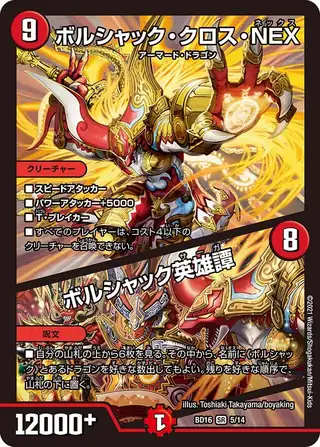 9
ボルシャック・クロス・NEX
ネックス
アーマード・ドラゴン
クリーチャー
■スピードアタッカー
■パワーアタッカー+5000
■T・ブレイカー
■すべてのプレイヤーは、コスト4以下の
クリーチャーを召喚できない。
8
ボルシャック英雄譚
サガ
呪文
■自分の山札の上から6枚を見る。その中から、名前に《ボルシャッ
ク》とあるドラゴンを好きな数出してもよい。残りを好きな順序で、
山札の下に置く。
illus. Toshiaki Takayama/boyaking
12000+
1
BD16 SR 5/14
©2021 Wizards/Shogakukan/Mitsui-Kids